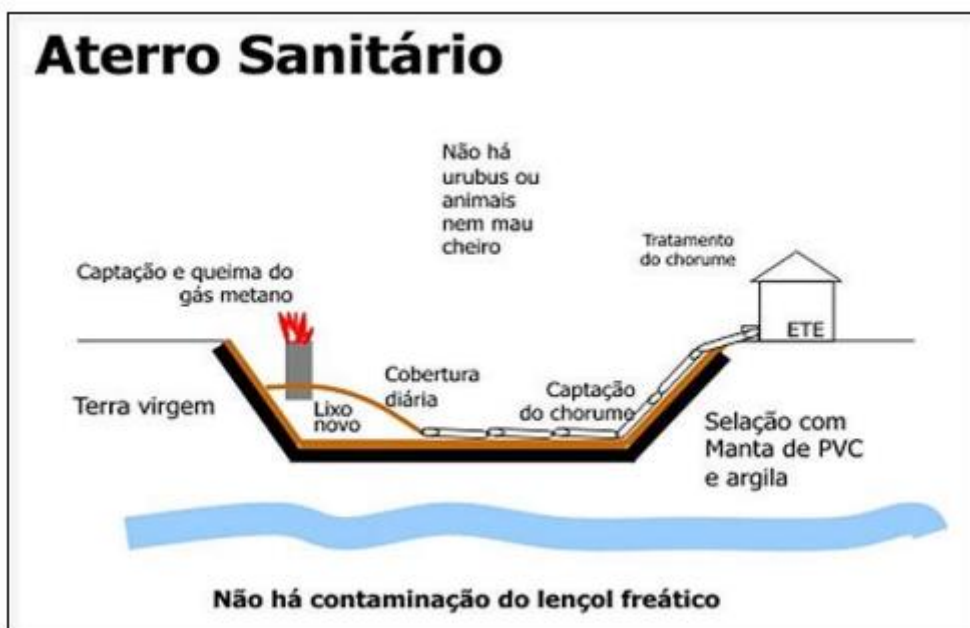 Aterro Sanitário
Não há
urubus ou
animais
nem mau
cheiro
Tratamento
do chorume
Captação e queima do
gás metano
ETE
Cobertura
diária
Captação
do chorume
Terra virgem
Lixo
novo
Selação com
Manta de PVC
e argila
Não há contaminação do lençol freático